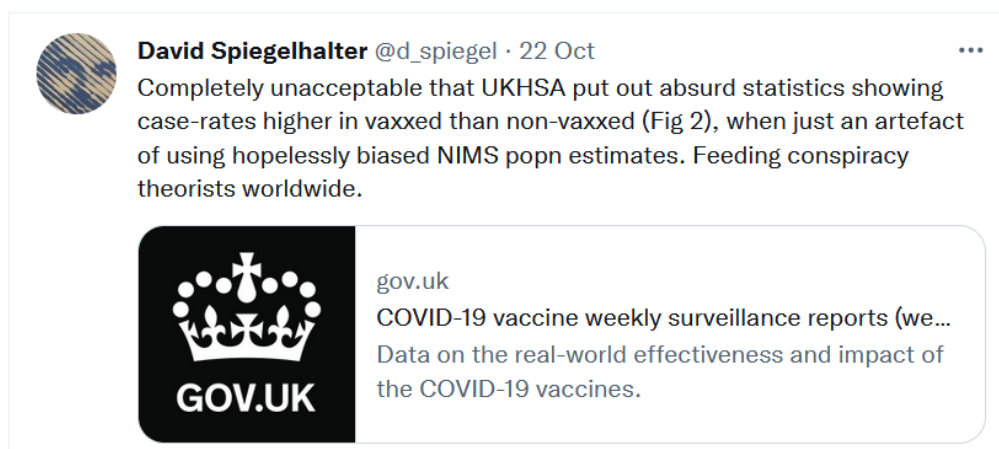 David Spiegelhalter @d_spiegel · 22 Oct
Completely unacceptable that UKHSA put out absurd statistics showing
case-rates higher in vaxxed than non-vaxxed (Fig 2), when just an artefact
of using hopelessly biased NIMS popn estimates. Feeding conspiracy
theorists worldwide.
gov.uk
COVID-19 vaccine weekly surveillance reports (we...
Data on the real-world effectiveness and impact of
the COVID-19 vaccines.
GOV.UK